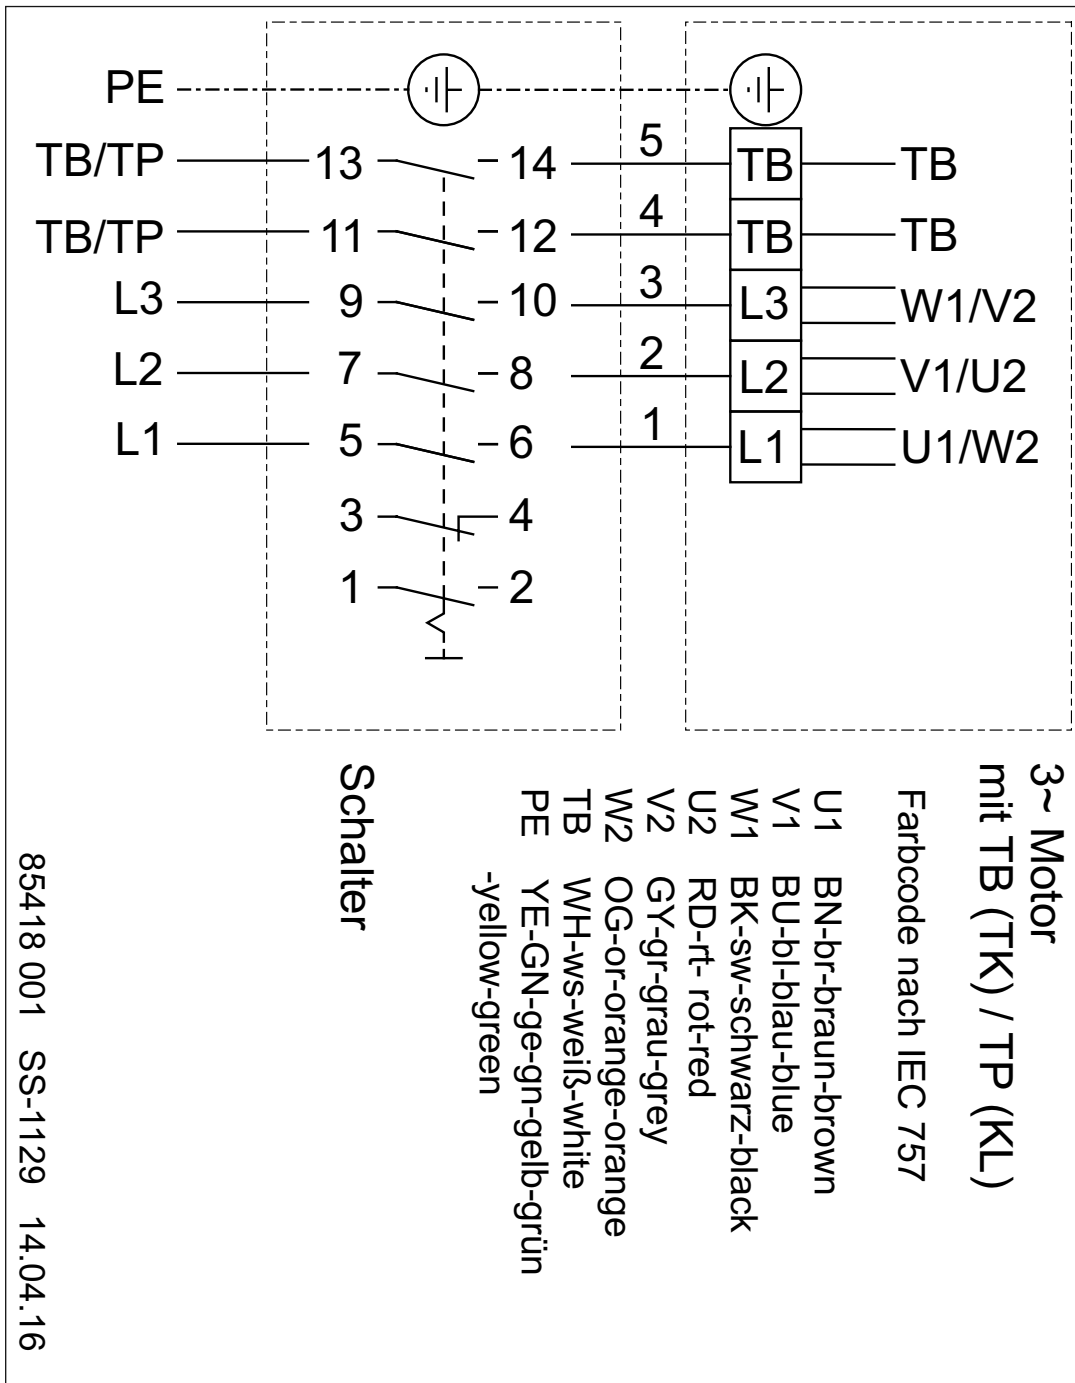 PE
TB/TP 13 14 5 TB TB
TB/TP 11 12 4 TB TB
L3 9 10 3 L3 W1/V2
L2 7 8 2 L2 V1/U2
L1 5 6 1 L1 U1/W2
3 4
1 2
3~ Motor
mit TB (TK) / TP (KL)
Farbcode nach IEC 757
U1 BN-br-braun-brown
V1 BU-bl-blau-blue
W1 BK-sw-schwarz-black
U2 RD-rt- rot-red
V2 GY-gr-grau-grey
W2 OG-or-orange-orange
TB WH-ws-weiß-white
PE YE-GN-ge-gn-gelb-grün
-yellow-green
Schalter
85418 001 SS-1129 14.04.16